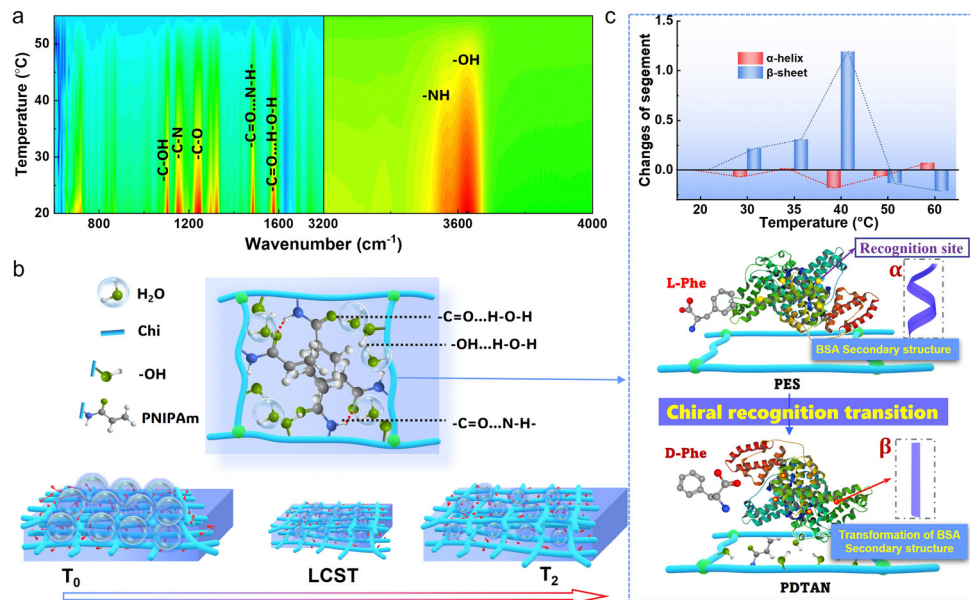 a
Temperature (°C)
50
40
30
20
-C-OH
-C-N
-C-O
-C=O...N-H-
-C=O...H-O-H
-NH
-OH
800
1200
1600
3200
3600
4000
Wavenumber (cm⁻¹)
b
H₂O
Chi
-OH
PNIPAm
-C=O...H-O-H
-OH...H-O-H
-C=O...N-H-
T₀
LCST
T₂
c
Changes of segement
1.5
1.0
0.5
0.0
α-helix
β-sheet
20
30
35
40
50
60
Temperature (°C)
Recognition site
L-Phe
α
BSA Secondary structure
PES
Chiral recognition transition
D-Phe
β
Transformation of BSA
Secondary structure
PDTAN